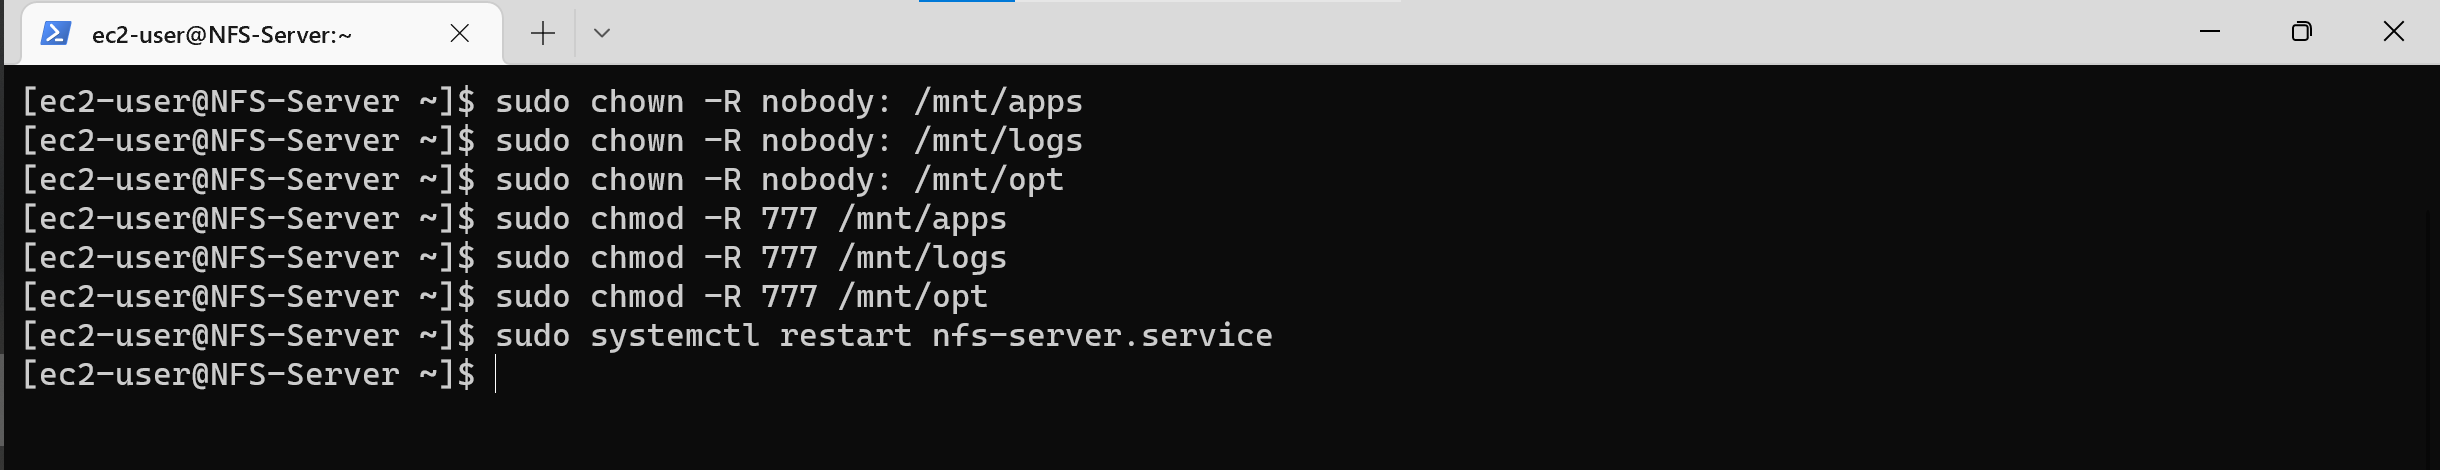 ec2-user@NFS-Server:~
[ec2-user@NFS-Server ~]$ sudo chown -R nobody: /mnt/apps
[ec2-user@NFS-Server ~]$ sudo chown -R nobody: /mnt/logs
[ec2-user@NFS-Server ~]$ sudo chown -R nobody: /mnt/opt
[ec2-user@NFS-Server ~]$ sudo chmod -R 777 /mnt/apps
[ec2-user@NFS-Server ~]$ sudo chmod -R 777 /mnt/logs
[ec2-user@NFS-Server ~]$ sudo chmod -R 777 /mnt/opt
[ec2-user@NFS-Server ~]$ sudo systemctl restart nfs-server.service
[ec2-user@NFS-Server ~]$